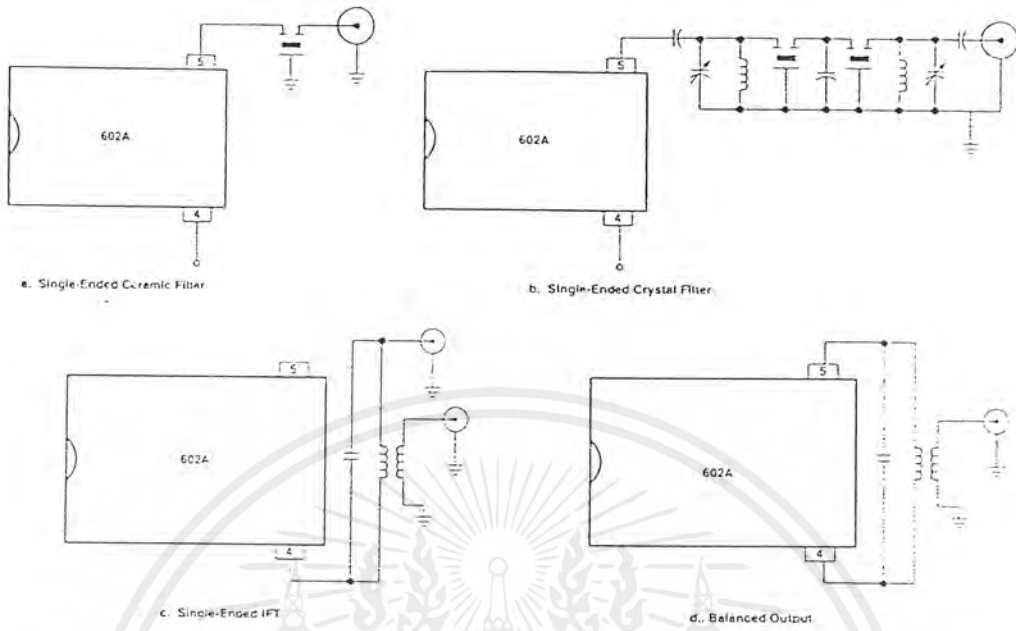 5
602A
4
a. Single-Ended Ceramic Filter
5
602A
4
b. Single-Ended Crystal Filter
5
602A
4
c. Single-Ended IFT
5
602A
4
d. Balanced Output